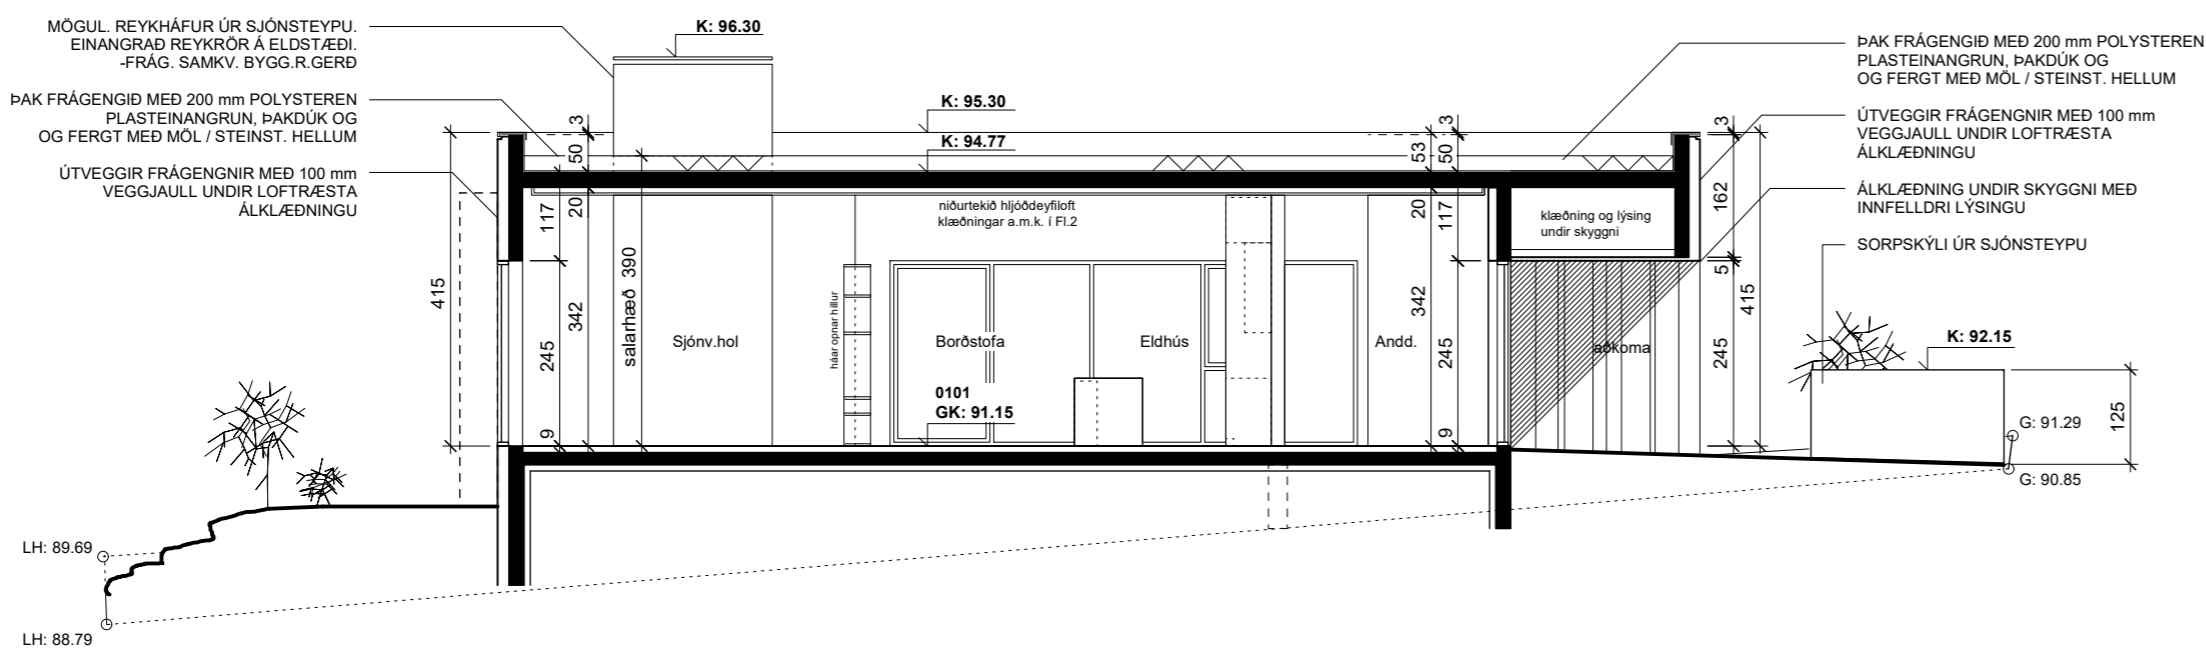 MÖGUL. REYKHÁFUR ÚR SJÓNSTEYPU.
EINANGRAÐ REYKRÖR Á ELDSTÆÐI.
-FRÁG. SAMKV. BYGG.R.GERÐ
ÞAK FRÁGENGIÐ MEÐ 200 mm POLYSTEREN
PLASTEINANGRUN, ÞAKDÚK OG
OG FERGT MEÐ MÖL / STEINST. HELLUM
ÚTVEGGIR FRÁGENGNIR MEÐ 100 mm
VEGGJAULL UNDIR LOFTRÆSTA
ÁLKLÆÐNINGU
K: 96.30
K: 95.30
K: 94.77
ÞAK FRÁGENGIÐ MEÐ 200 mm POLYSTEREN
PLASTEINANGRUN, ÞAKDÚK OG
OG FERGT MEÐ MÖL / STEINST. HELLUM
ÚTVEGGIR FRÁGENGNIR MEÐ 100 mm
VEGGJAULL UNDIR LOFTRÆSTA
ÁLKLÆÐNINGU
ÁLKLÆÐNING UNDIR SKYGGNI MEÐ
INNFELLDRI LÝSINGU
SORPSKÝLI ÚR SJÓNSTEYPU
415
117
245
9
3
50
20
342
salarhæð 390
niðurtekið hljóðdeyfiloft
klæðningar a.m.k. í Fl.2
klæðning og lýsing
undir skyggni
háar opnar hillur
Sjónv.hol
Borðstofa
Eldhús
Andd.
aðkoma
0101
GK: 91.15
53
20
342
3
50
117
245
9
3
162
5
245
415
K: 92.15
125
G: 91.29
G: 90.85
LH: 89.69
LH: 88.79